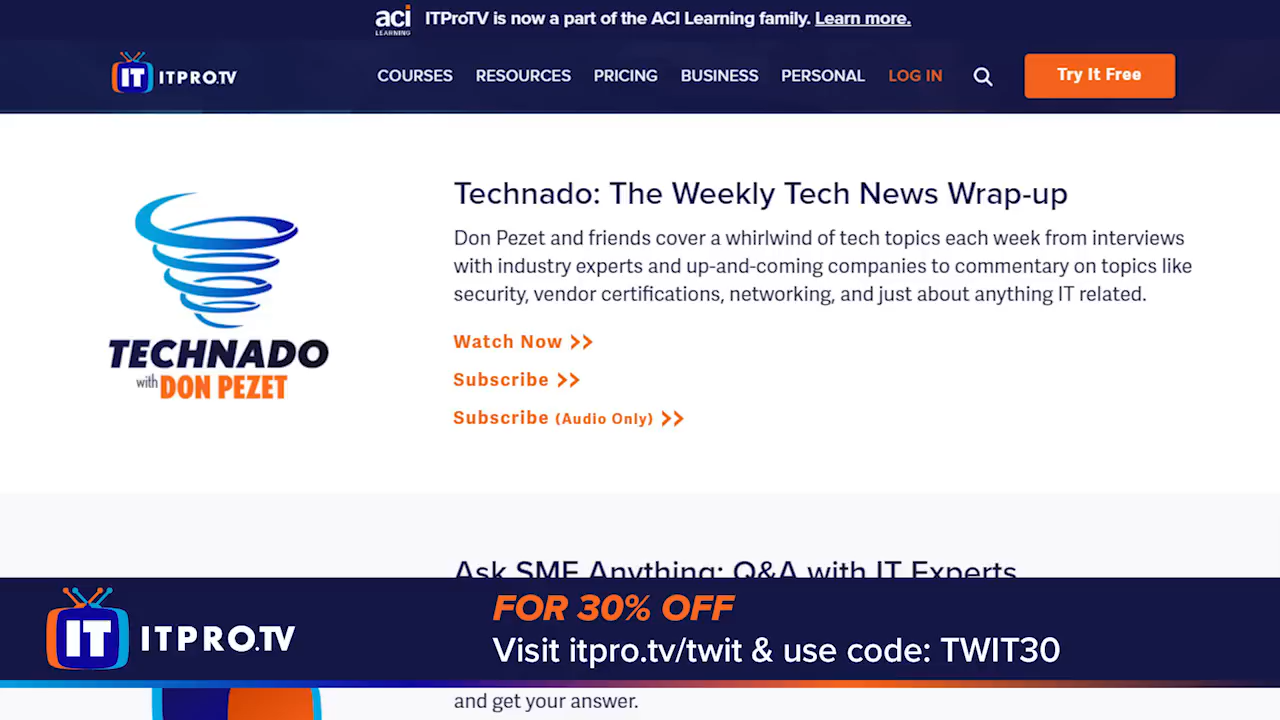 aci
LEARNING
ITProTV is now a part of the ACI Learning family. Learn more.
IT ITPRO.TV
COURSES RESOURCES PRICING BUSINESS PERSONAL LOG IN
Try It Free
TECHNADO
with DON PEZET
Technado: The Weekly Tech News Wrap-up
Don Pezet and friends cover a whirlwind of tech topics each week from interviews
with industry experts and up-and-coming companies to commentary on topics like
security, vendor certifications, networking, and just about anything IT related.
Watch Now >>
Subscribe >>
Subscribe (Audio Only) >>
Ask SME Anything: Q&A with IT Experts
IT ITPRO.TV
FOR 30% OFF
Visit itpro.tv/twit & use code: TWIT30
and get your answer.